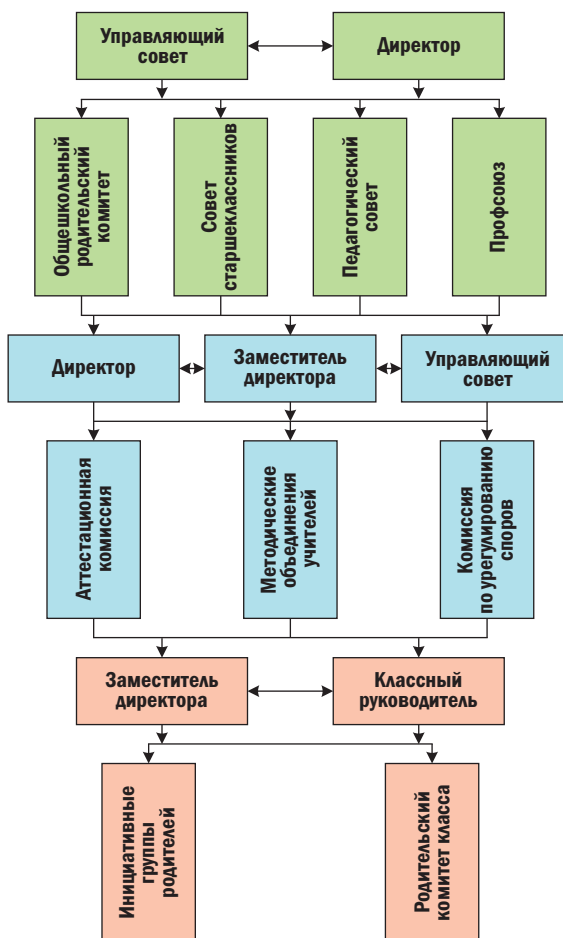 Управляющий
совет
Директор
Общешкольный
родительский
комитет
Совет
старшеклассников
Педагогический
совет
Профсоюз
Директор
Заместитель
директора
Управляющий
совет
Аттестационная
комиссия
Методические
объединения
учителей
Комиссия
по урегулированию
споров
Заместитель
директора
Классный
руководитель
Инициативные
группы
родителей
Родительский
комитет класса